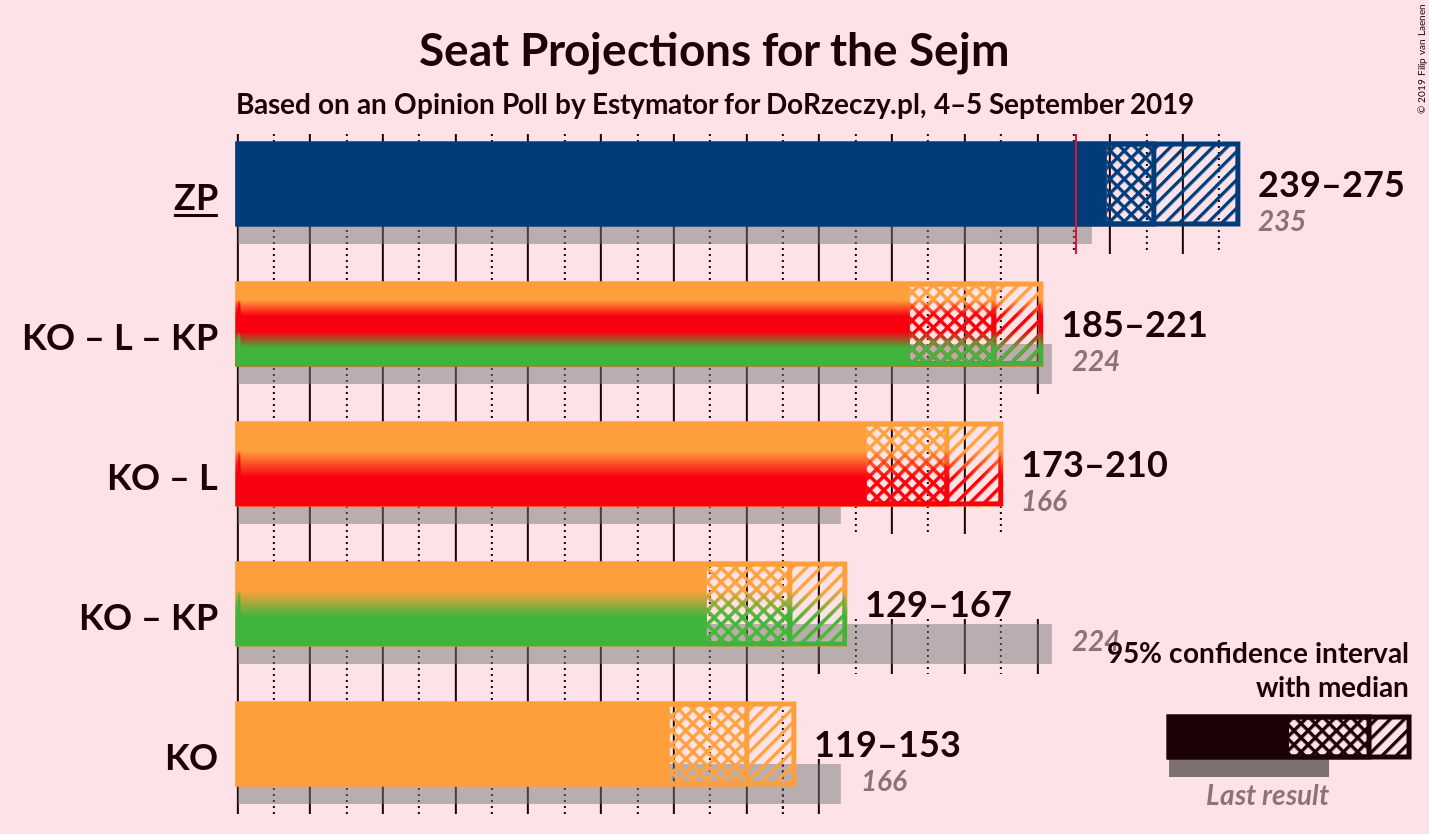 Seat Projections for the Sejm
Based on an Opinion Poll by Estymator for DoRzeczy.pl, 4–5 September 2019
© 2019 Filip van Laenen
ZP
239–275
235
KO – L – KP
185–221
224
KO – L
173–210
166
KO – KP
129–167
224
KO
119–153
166
95% confidence interval
with median
Last result